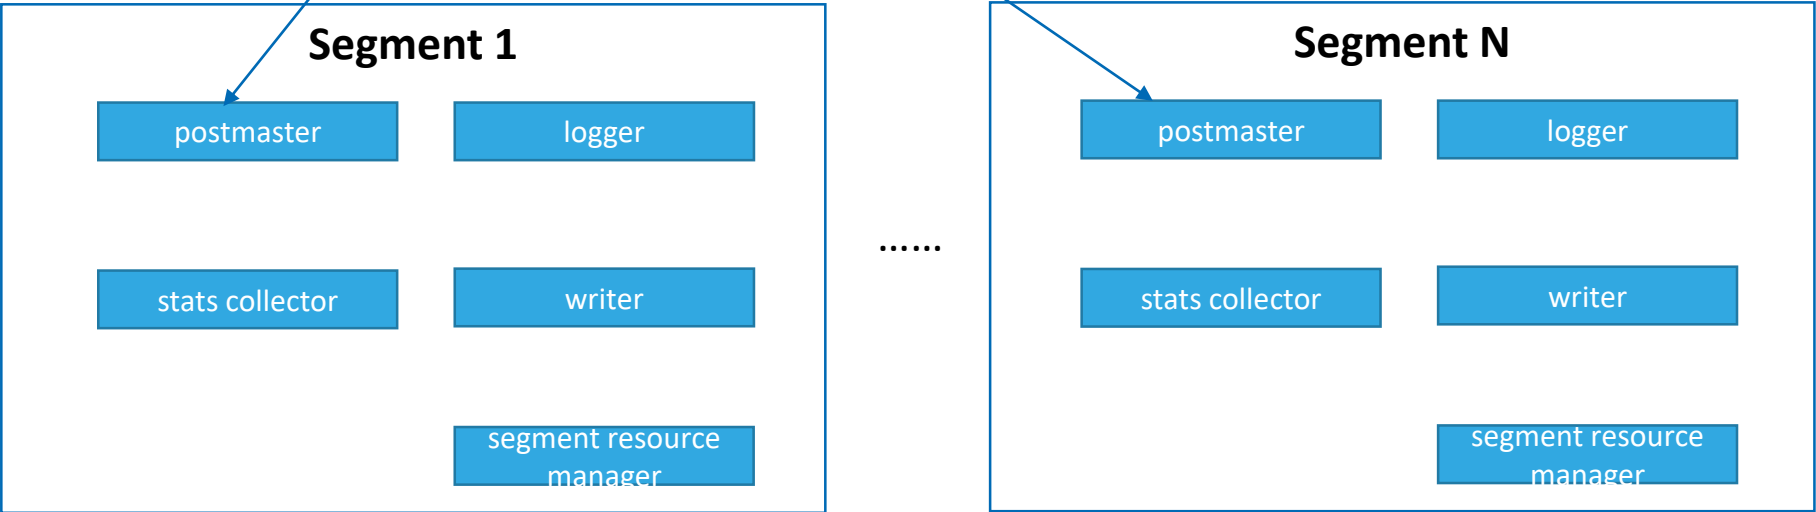 Segment 1
postmaster
logger
stats collector
writer
segment resource
manager
......
Segment N
postmaster
logger
stats collector
writer
segment resource
manager